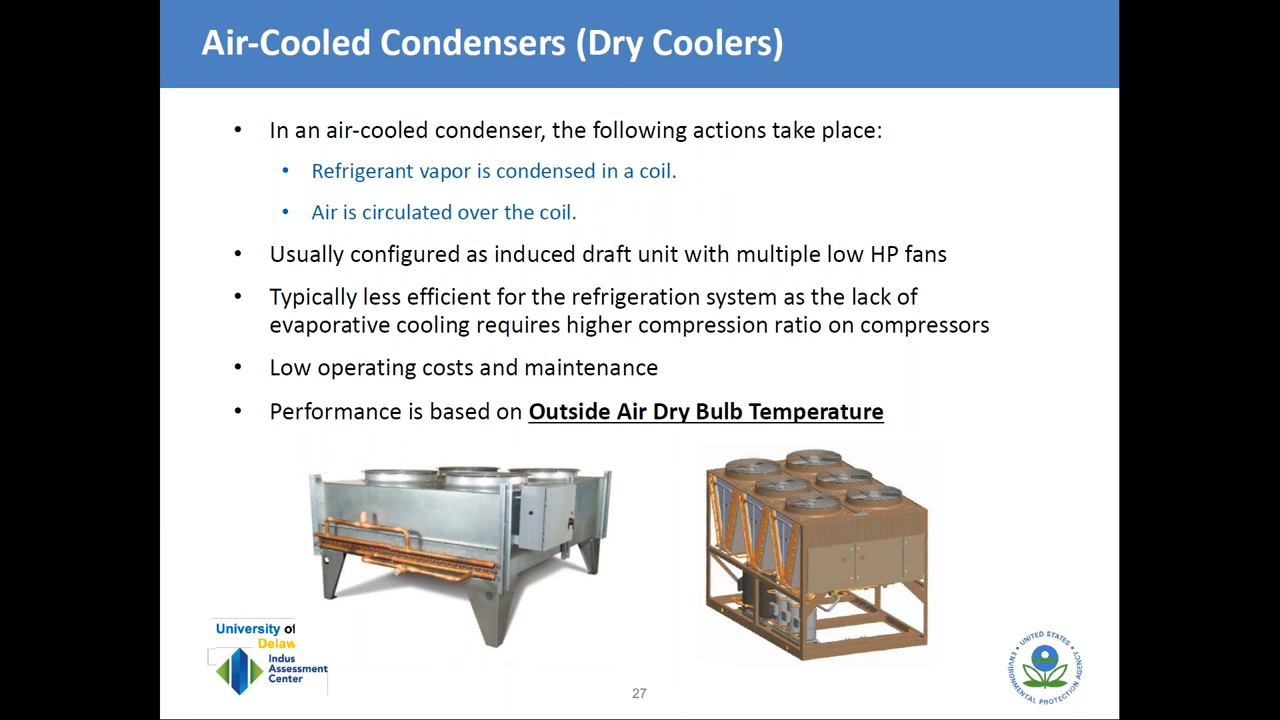 Air-Cooled Condensers (Dry Coolers)
• In an air-cooled condenser, the following actions take place:
• Refrigerant vapor is condensed in a coil.
• Air is circulated over the coil.
• Usually configured as induced draft unit with multiple low HP fans
• Typically less efficient for the refrigeration system as the lack of
evaporative cooling requires higher compression ratio on compressors
• Low operating costs and maintenance
• Performance is based on Outside Air Dry Bulb Temperature
University of
Delaw
Indus
Assessment
Center
27
UNITED STATES
ENVIRONMENTAL PROTECTION AGENCY